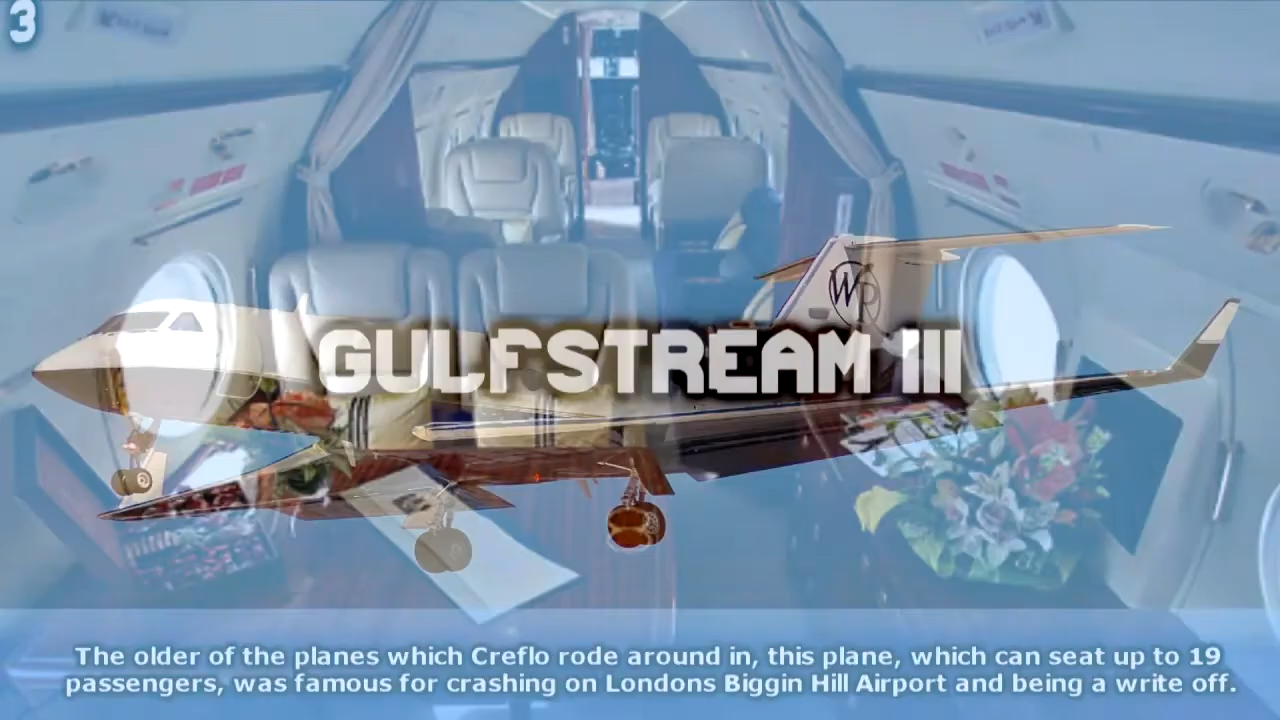 3
WP
GULFSTREAM III
The older of the planes which Creflo rode around in, this plane, which can seat up to 19
passengers, was famous for crashing on Londons Biggin Hill Airport and being a write off.